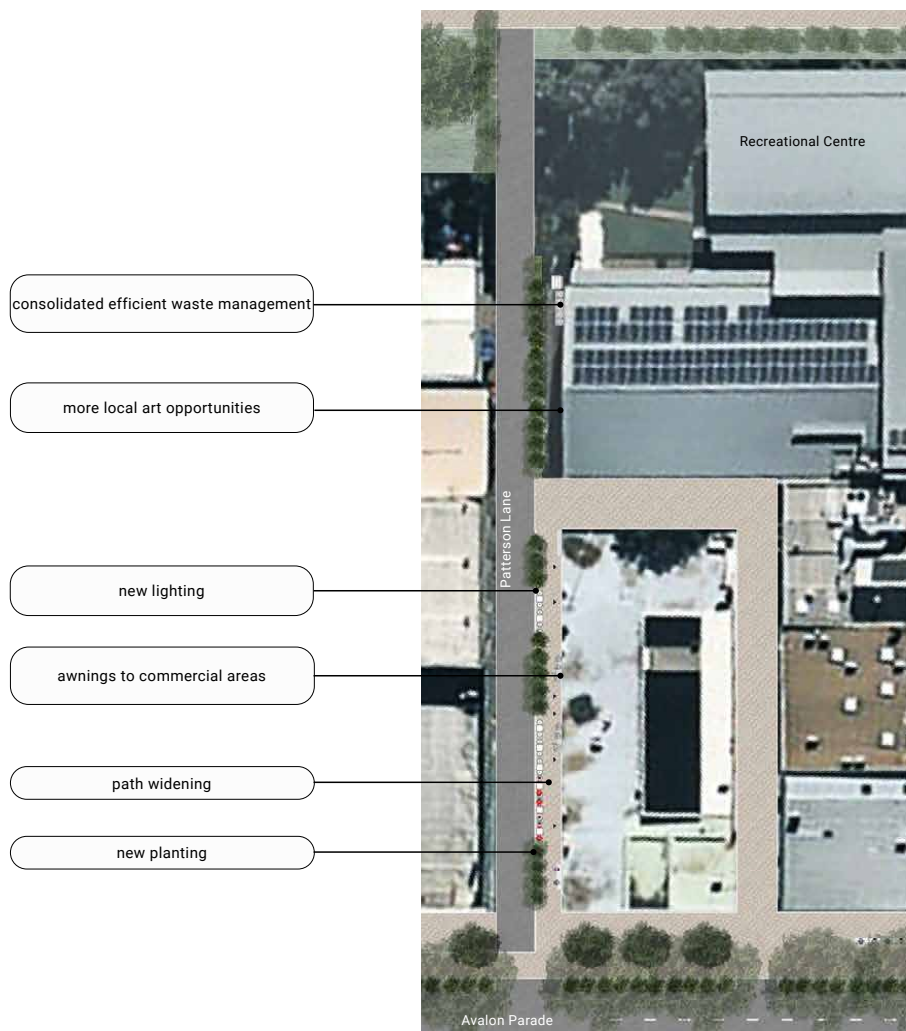 Recreational Centre
consolidated efficient waste management
more local art opportunities
Patterson Lane
new lighting
awnings to commercial areas
path widening
new planting
Avalon Parade